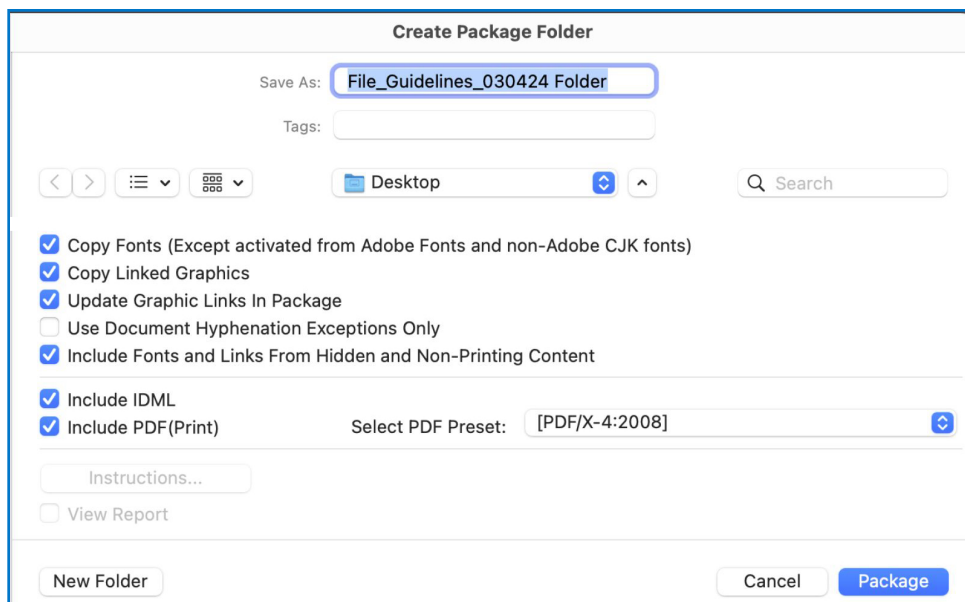 Create Package Folder
Save As: File_Guidelines_030424 Folder
Tags:
Desktop
Search
Copy Fonts (Except activated from Adobe Fonts and non-Adobe CJK fonts)
Copy Linked Graphics
Update Graphic Links In Package
Use Document Hyphenation Exceptions Only
Include Fonts and Links From Hidden and Non-Printing Content
Include IDML
Include PDF(Print) Select PDF Preset: [PDF/X-4:2008]
Instructions...
View Report
New Folder Cancel Package